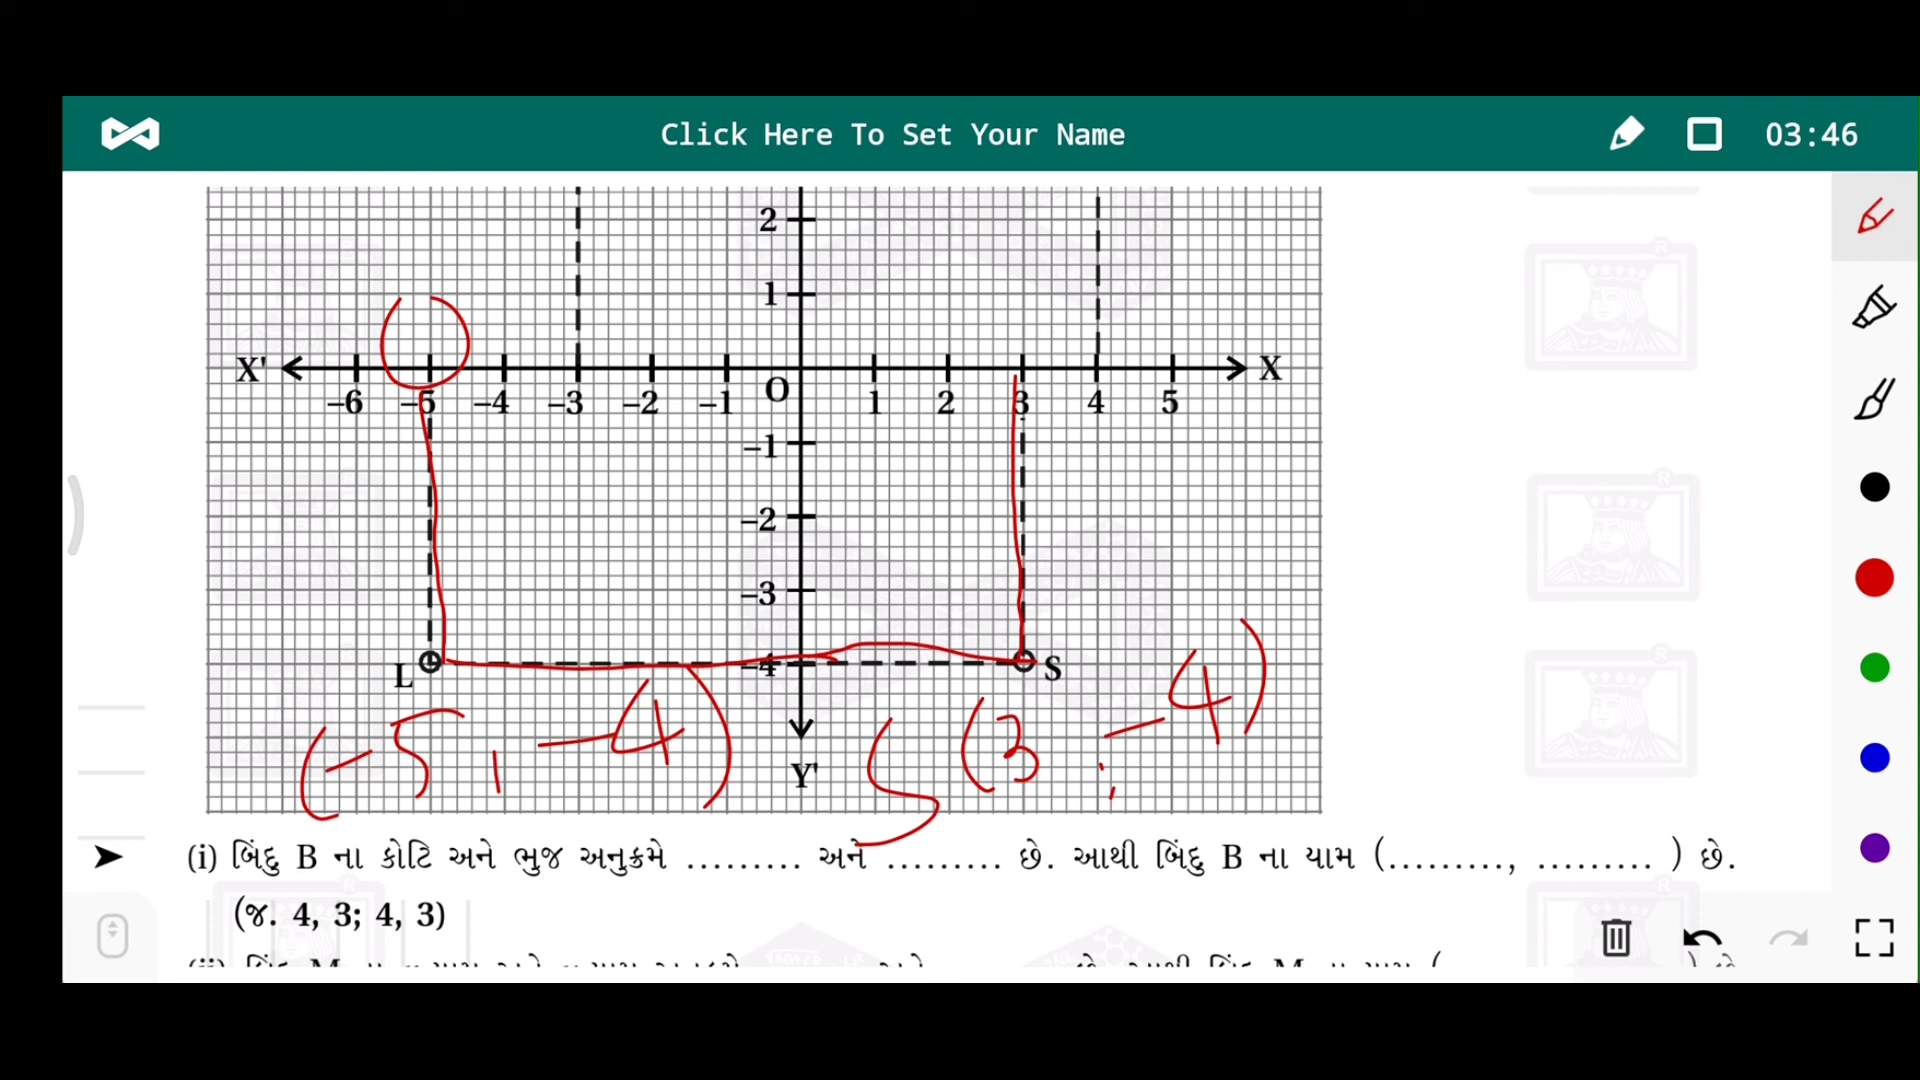 Click Here To Set Your Name
03:46
2
1
X'
X
–6 –5 –4 –3 –2 –1 O 1 2 3 4 5
–1
–2
–3
–4
L
S
(–5, –4)
S (3, –4)
Y'
(i) બિંદુ B ના કોટિ અને ભુજ અનુક્રમે ......... અને ......... છે. આથી બિંદુ B ના યામ (........., ......... ) છે.
(જ. 4, 3; 4, 3)